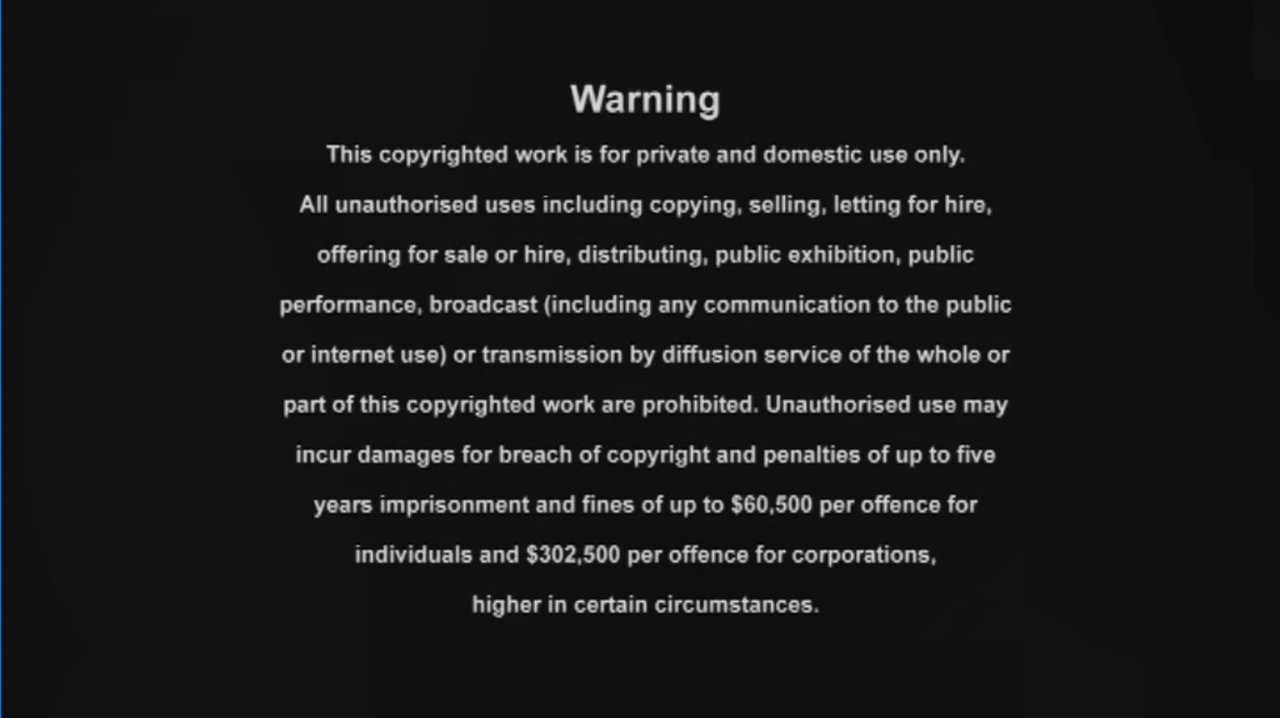 Warning
This copyrighted work is for private and domestic use only.
All unauthorised uses including copying, selling, letting for hire,
offering for sale or hire, distributing, public exhibition, public
performance, broadcast (including any communication to the public
or internet use) or transmission by diffusion service of the whole or
part of this copyrighted work are prohibited. Unauthorised use may
incur damages for breach of copyright and penalties of up to five
years imprisonment and fines of up to $60,500 per offence for
individuals and $302,500 per offence for corporations,
higher in certain circumstances.